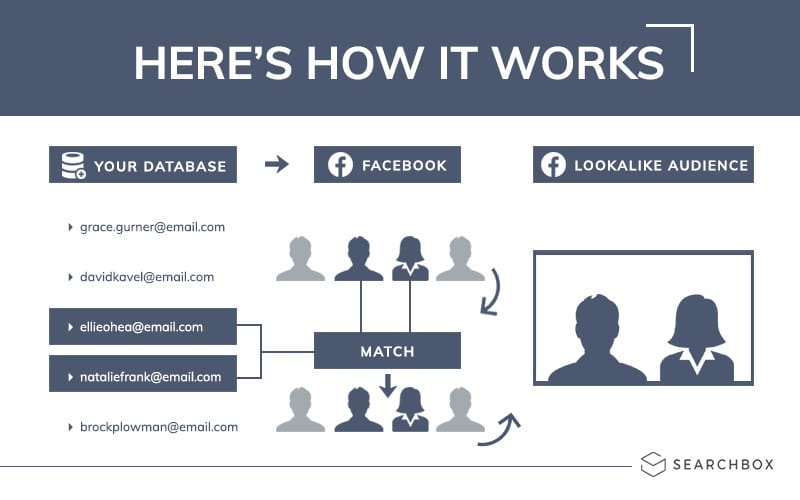 HERE'S HOW IT WORKS
YOUR DATABASE
FACEBOOK
LOOKALIKE AUDIENCE
grace.gurner@email.com
davidkavel@email.com
ellieohea@email.com
nataliefrank@email.com
brockplowman@email.com
MATCH
SEARCHBOX